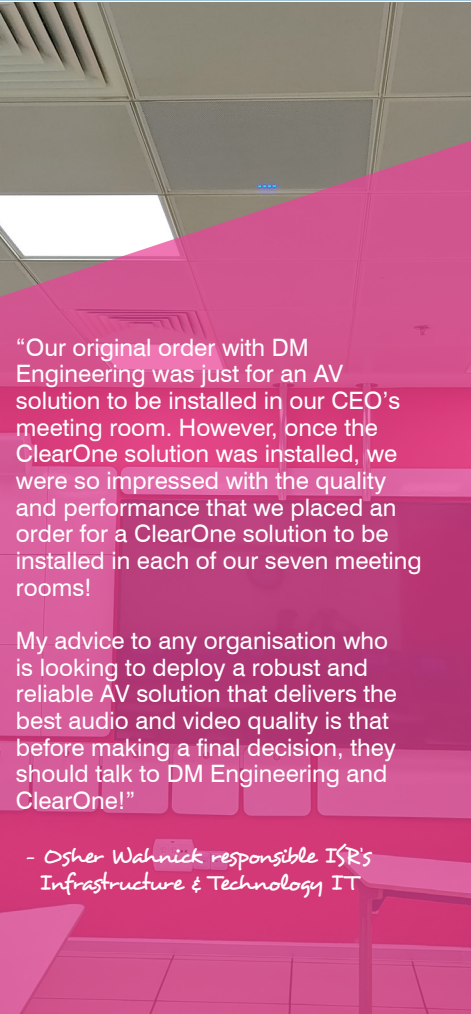 “Our original order with DM
Engineering was just for an AV
solution to be installed in our CEO’s
meeting room. However, once the
ClearOne solution was installed, we
were so impressed with the quality
and performance that we placed an
order for a ClearOne solution to be
installed in each of our seven meeting
rooms!
My advice to any organisation who
is looking to deploy a robust and
reliable AV solution that delivers the
best audio and video quality is that
before making a final decision, they
should talk to DM Engineering and
ClearOne!”
- Osher Wahnick responsible ISR's
Infrastructure & Technology IT